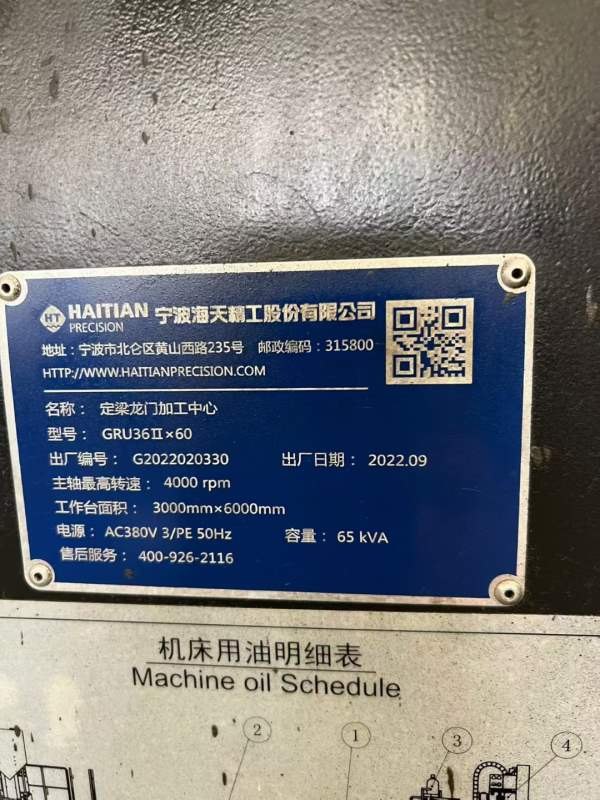 HT HAITIAN PRECISION 宁波海天精工股份有限公司
地址：宁波市北仑区黄山西路235号 邮政编码：315800
HTTP://WWW.HAITIANPRECISION.COM
名称： 定梁龙门加工中心
型号： GRU36Ⅱ×60
出厂编号： G2022020330 出厂日期： 2022.09
主轴最高转速： 4000 rpm
工作台面积： 3000mm×6000mm
电源： AC380V 3/PE 50Hz 容量： 65 kVA
售后服务： 400-926-2116
机床用油明细表
Machine oil Schedule
2 1 3 4